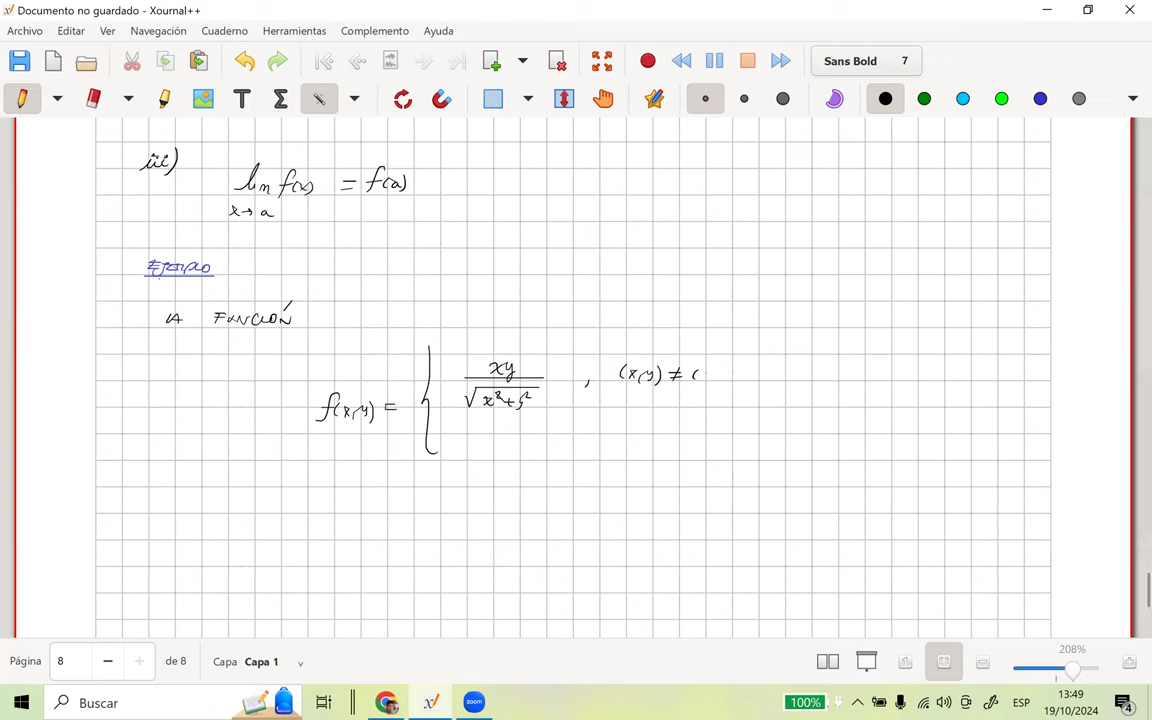 Documento no guardado - Xournal++
Archivo Editar Ver Navegación Cuaderno Herramientas Complemento Ayuda
Sans Bold 7
iii)
lim f(x) = f(a)
x→a
Ejemplo
LA FUNCIÓN
xy
f(x,y) = { √x²+y² , (x,y) ≠ (
Página 8 de 8 Capa Capa 1 208%
Buscar 100% ESP 13:49
19/10/2024 4